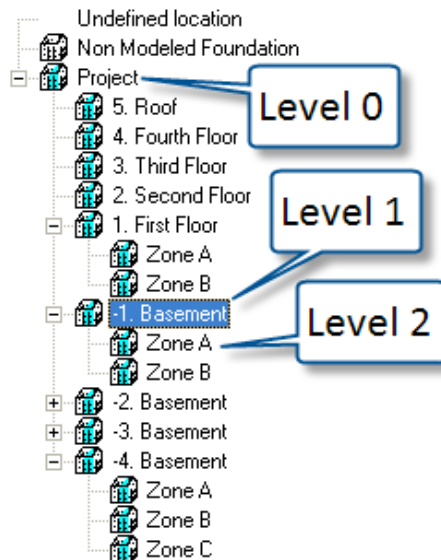 Undefined location
Non Modeled Foundation
Project
Level 0
5. Roof
4. Fourth Floor
3. Third Floor
2. Second Floor
Level 1
1. First Floor
Zone A
Zone B
-1. Basement
Level 2
Zone A
Zone B
-2. Basement
-3. Basement
-4. Basement
Zone A
Zone B
Zone C